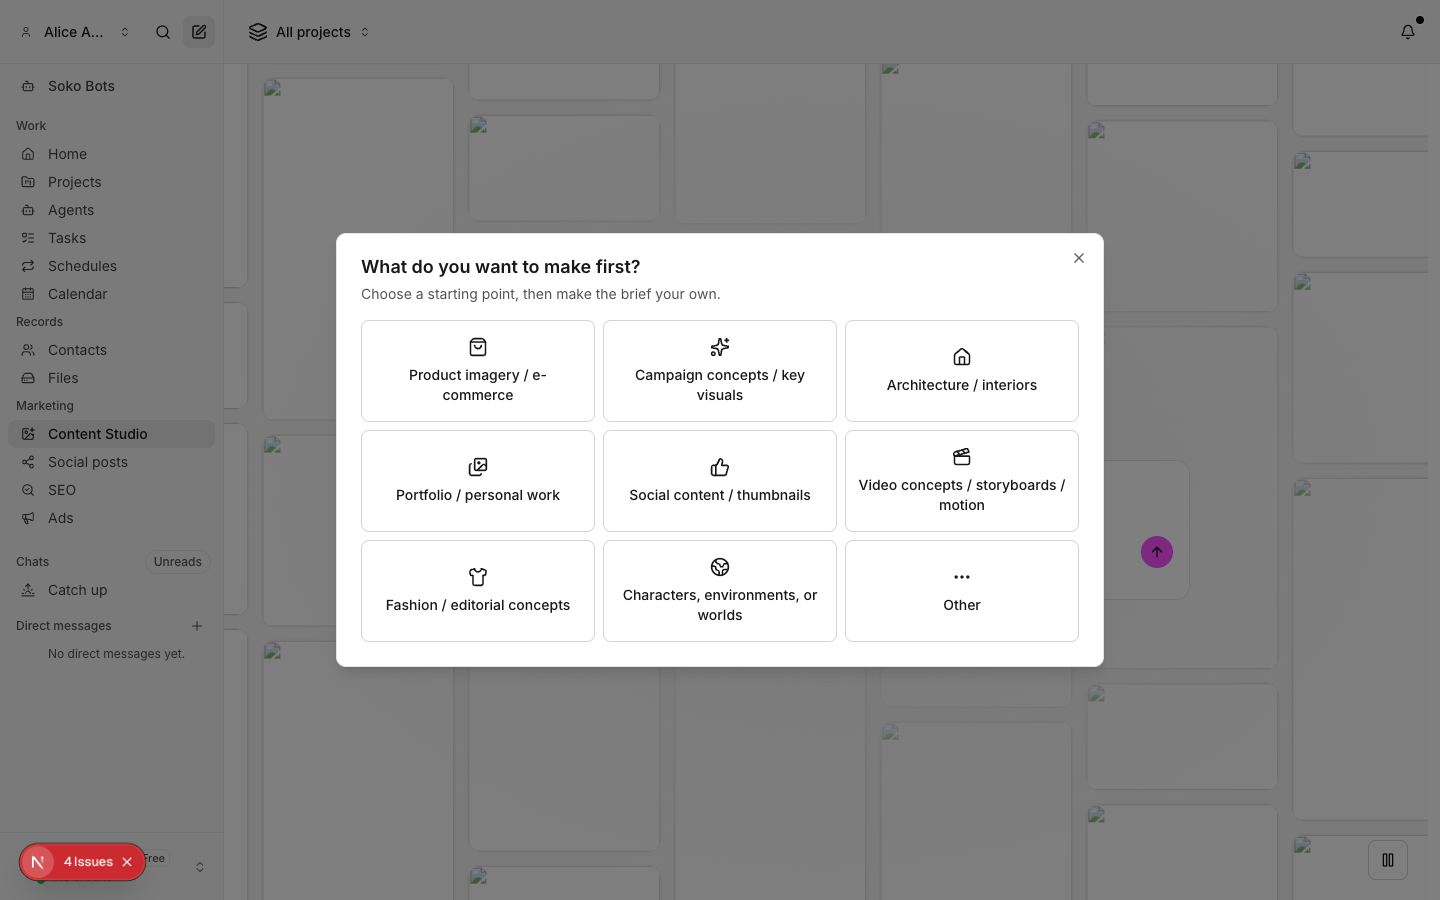 Alice A...
All projects
Soko Bots
Work
Home
Projects
Agents
Tasks
Schedules
Calendar
Records
Contacts
Files
Marketing
Content Studio
Social posts
SEO
Ads
Chats
Unreads
Catch up
Direct messages
No direct messages yet.
Free
4 Issues
What do you want to make first?
Choose a starting point, then make the brief your own.
Product imagery / e-
commerce
Campaign concepts / key
visuals
Architecture / interiors
Portfolio / personal work
Social content / thumbnails
Video concepts / storyboards /
motion
Fashion / editorial concepts
Characters, environments, or
worlds
Other